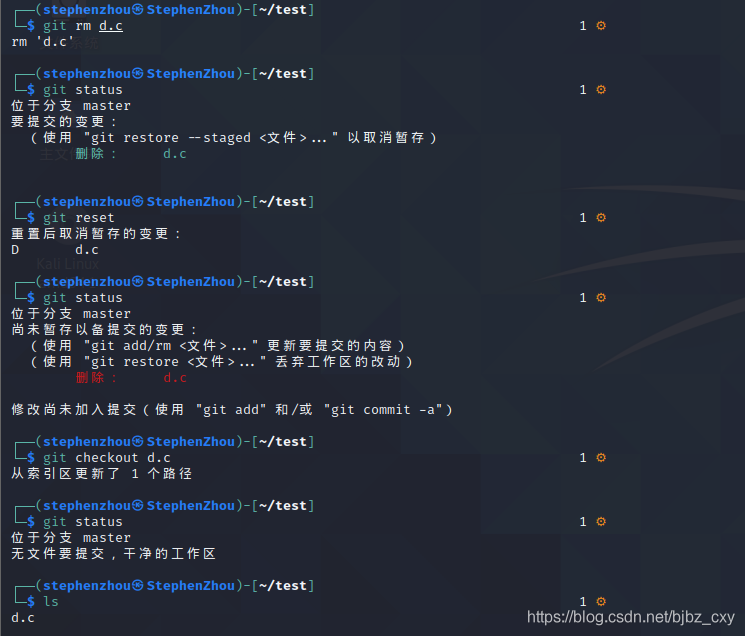 ┌──(stephenzhou㉿StephenZhou)-[~/test]
└─$ git rm d.c 1 ⚙
rm 'd.c'
┌──(stephenzhou㉿StephenZhou)-[~/test]
└─$ git status 1 ⚙
位于分支 master
要提交的变更：
（使用 "git restore --staged <文件>..." 以取消暂存）
删除： d.c
┌──(stephenzhou㉿StephenZhou)-[~/test]
└─$ git reset 1 ⚙
重置后取消暂存的变更：
D d.c
Kali Linux
┌──(stephenzhou㉿StephenZhou)-[~/test]
└─$ git status 1 ⚙
位于分支 master
尚未暂存以备提交的变更：
（使用 "git add/rm <文件>..." 更新要提交的内容）
（使用 "git restore <文件>..." 丢弃工作区的改动）
删除： d.c
修改尚未加入提交（使用 "git add" 和/或 "git commit -a"）
┌──(stephenzhou㉿StephenZhou)-[~/test]
└─$ git checkout d.c 1 ⚙
从索引区更新了 1 个路径
┌──(stephenzhou㉿StephenZhou)-[~/test]
└─$ git status 1 ⚙
位于分支 master
无文件要提交，干净的工作区
┌──(stephenzhou㉿StephenZhou)-[~/test]
└─$ ls 1 ⚙
d.c
https://blog.csdn.net/bjbz_cxy